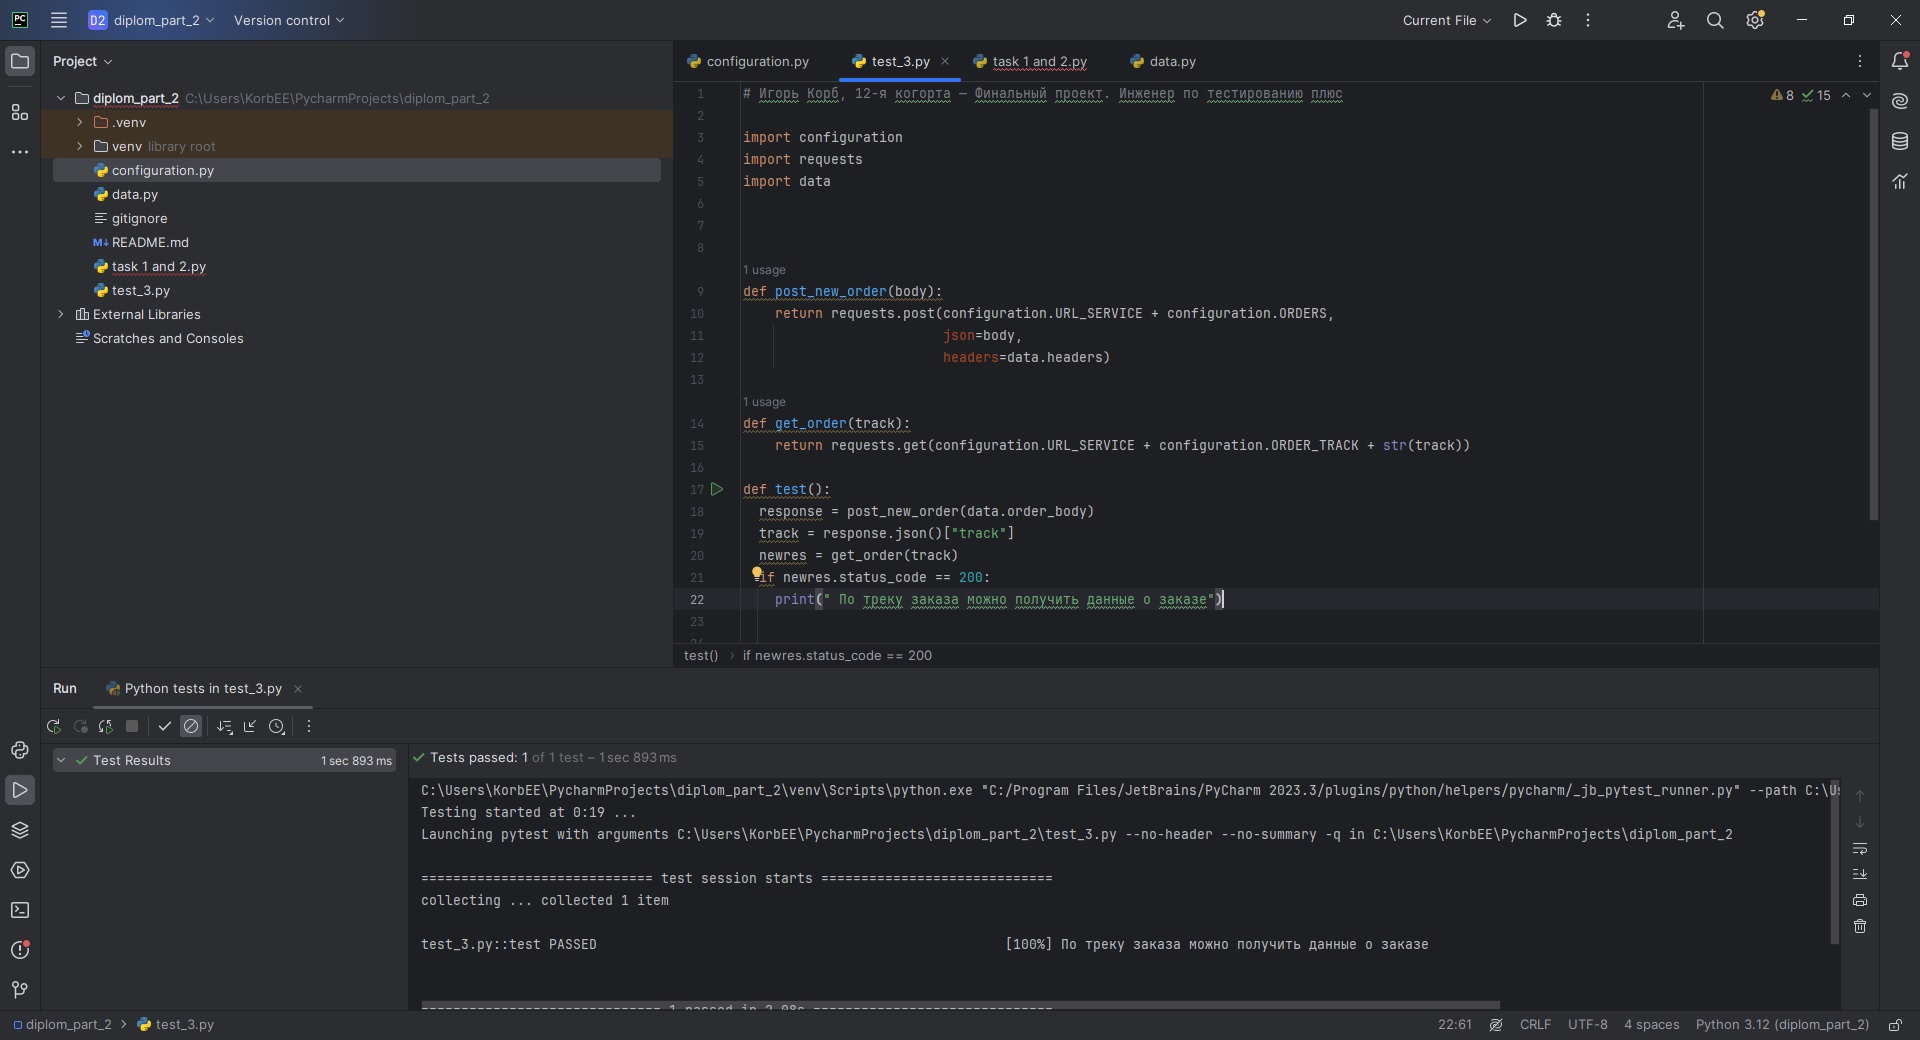 PC
D2 diplom_part_2
Version control
Current File
Project
diplom_part_2 C:\Users\KorbEE\PycharmProjects\diplom_part_2
.venv
venv library root
configuration.py
data.py
gitignore
M↓ README.md
task 1 and 2.py
test_3.py
External Libraries
Scratches and Consoles
configuration.py
test_3.py
task 1 and 2.py
data.py
8 15
1 # Игорь Корб, 12-я когорта — Финальный проект. Инженер по тестированию плюс
2
3 import configuration
4 import requests
5 import data
6
7
8
1 usage
9 def post_new_order(body):
10 return requests.post(configuration.URL_SERVICE + configuration.ORDERS,
11 json=body,
12 headers=data.headers)
13
1 usage
14 def get_order(track):
15 return requests.get(configuration.URL_SERVICE + configuration.ORDER_TRACK + str(track))
16
17 def test():
18 response = post_new_order(data.order_body)
19 track = response.json()["track"]
20 newres = get_order(track)
21 if newres.status_code == 200:
22 print(" По треку заказа можно получить данные о заказе")
23
test() › if newres.status_code == 200
Run
Python tests in test_3.py
Test Results 1 sec 893 ms
Tests passed: 1 of 1 test – 1 sec 893 ms
C:\Users\KorbEE\PycharmProjects\diplom_part_2\venv\Scripts\python.exe "C:/Program Files/JetBrains/PyCharm 2023.3/plugins/python/helpers/pycharm/_jb_pytest_runner.py" --path C:\Us
Testing started at 0:19 ...
Launching pytest with arguments C:\Users\KorbEE\PycharmProjects\diplom_part_2\test_3.py --no-header --no-summary -q in C:\Users\KorbEE\PycharmProjects\diplom_part_2
============================= test session starts =============================
collecting ... collected 1 item
test_3.py::test PASSED [100%] По треку заказа можно получить данные о заказе
============================== 1 passed in 2.08s ==============================
diplom_part_2 › test_3.py
22:61 CRLF UTF-8 4 spaces Python 3.12 (diplom_part_2)